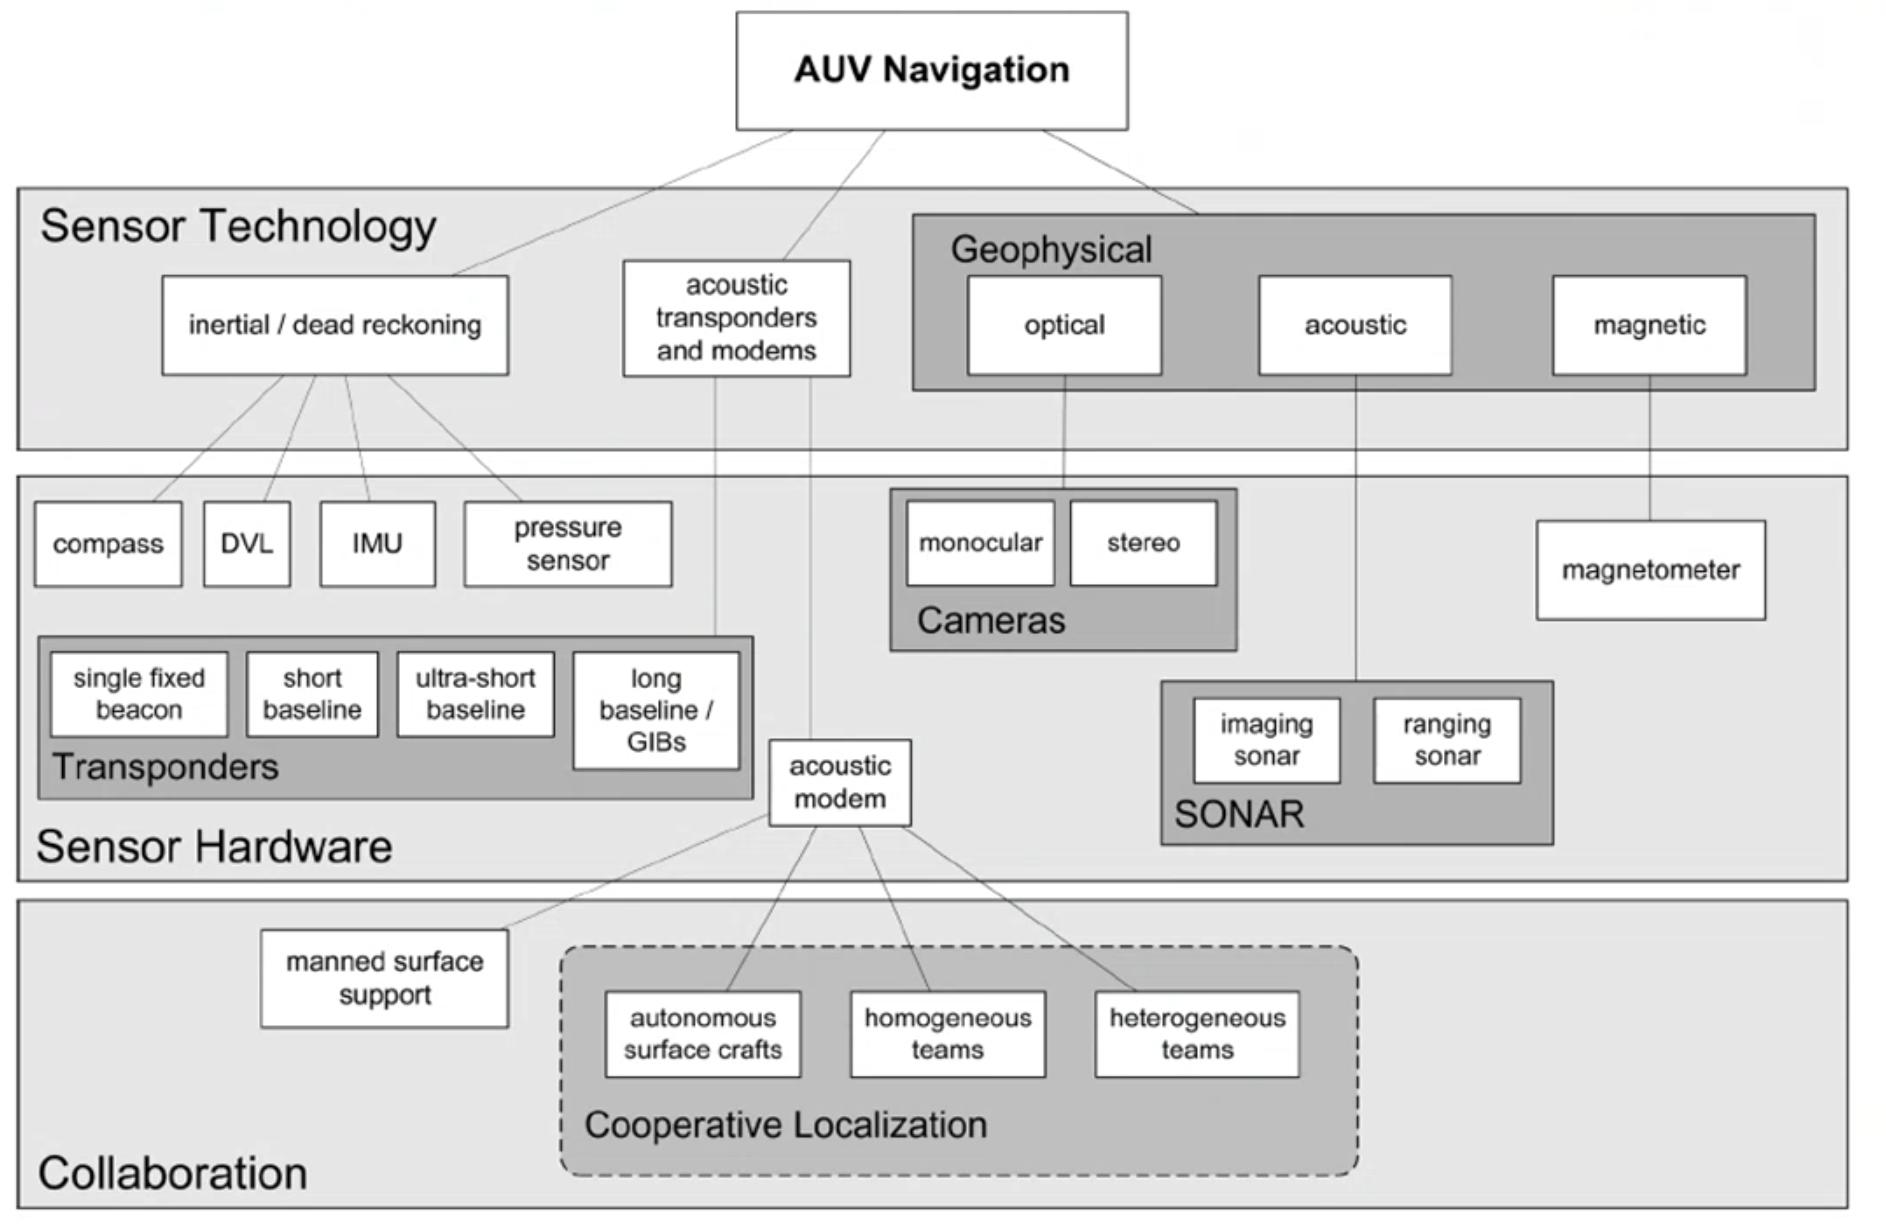 AUV Navigation
Sensor Technology
inertial / dead reckoning
acoustic
transponders
and modems
Geophysical
optical
acoustic
magnetic
compass
DVL
IMU
pressure
sensor
monocular
stereo
Cameras
magnetometer
single fixed
beacon
short
baseline
ultra-short
baseline
long
baseline /
GIBs
Transponders
acoustic
modem
imaging
sonar
ranging
sonar
SONAR
Sensor Hardware
manned surface
support
autonomous
surface crafts
homogeneous
teams
heterogeneous
teams
Cooperative Localization
Collaboration